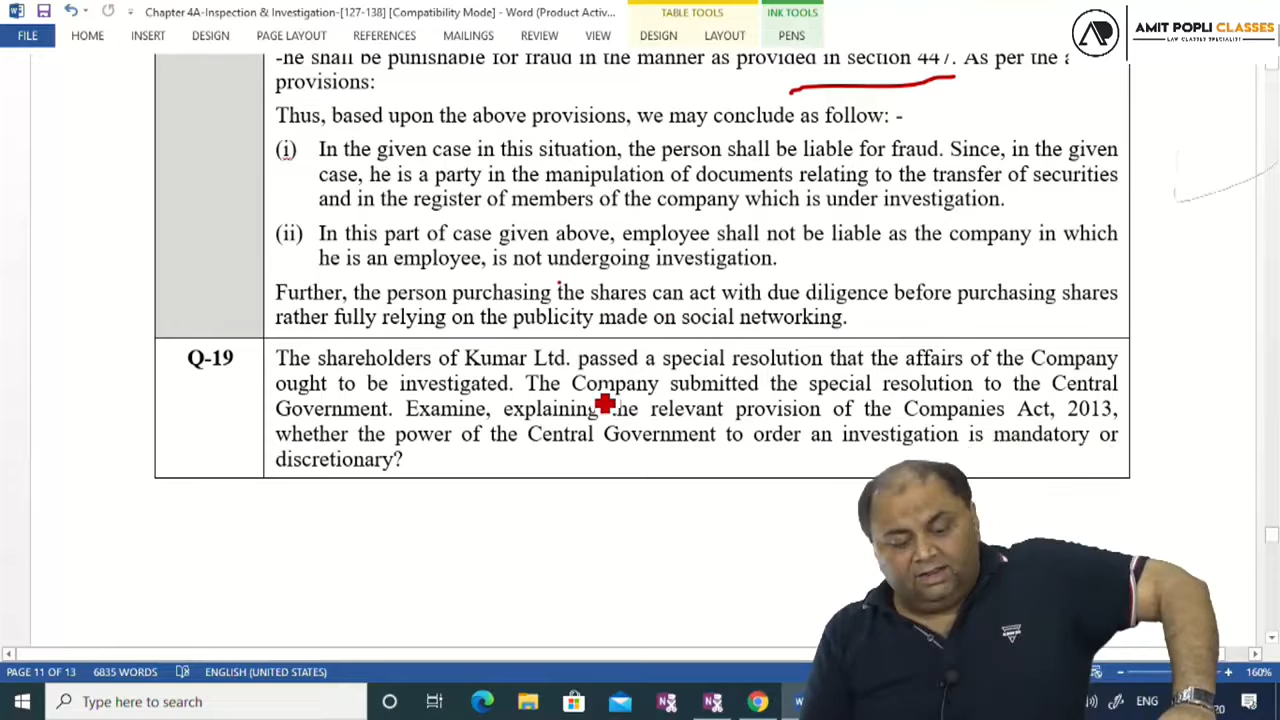 Chapter 4A-Inspection & Investigation-[127-138] [Compatibility Mode] - Word (Product Activ...
TABLE TOOLS
INK TOOLS
FILE
HOME
INSERT
DESIGN
PAGE LAYOUT
REFERENCES
MAILINGS
REVIEW
VIEW
DESIGN
LAYOUT
PENS
AMIT POPLI CLASSES
LAW CLASSES SPECIALIST
-he shall be punishable for fraud in the manner as provided in section 447. As per the a
provisions:
Thus, based upon the above provisions, we may conclude as follow: -
(i) In the given case in this situation, the person shall be liable for fraud. Since, in the given
case, he is a party in the manipulation of documents relating to the transfer of securities
and in the register of members of the company which is under investigation.
(ii) In this part of case given above, employee shall not be liable as the company in which
he is an employee, is not undergoing investigation.
Further, the person purchasing the shares can act with due diligence before purchasing shares
rather fully relying on the publicity made on social networking.
Q-19
The shareholders of Kumar Ltd. passed a special resolution that the affairs of the Company
ought to be investigated. The Company submitted the special resolution to the Central
Government. Examine, explaining the relevant provision of the Companies Act, 2013,
whether the power of the Central Government to order an investigation is mandatory or
discretionary?
PAGE 11 OF 13
6835 WORDS
ENGLISH (UNITED STATES)
160%
Type here to search
ENG
20